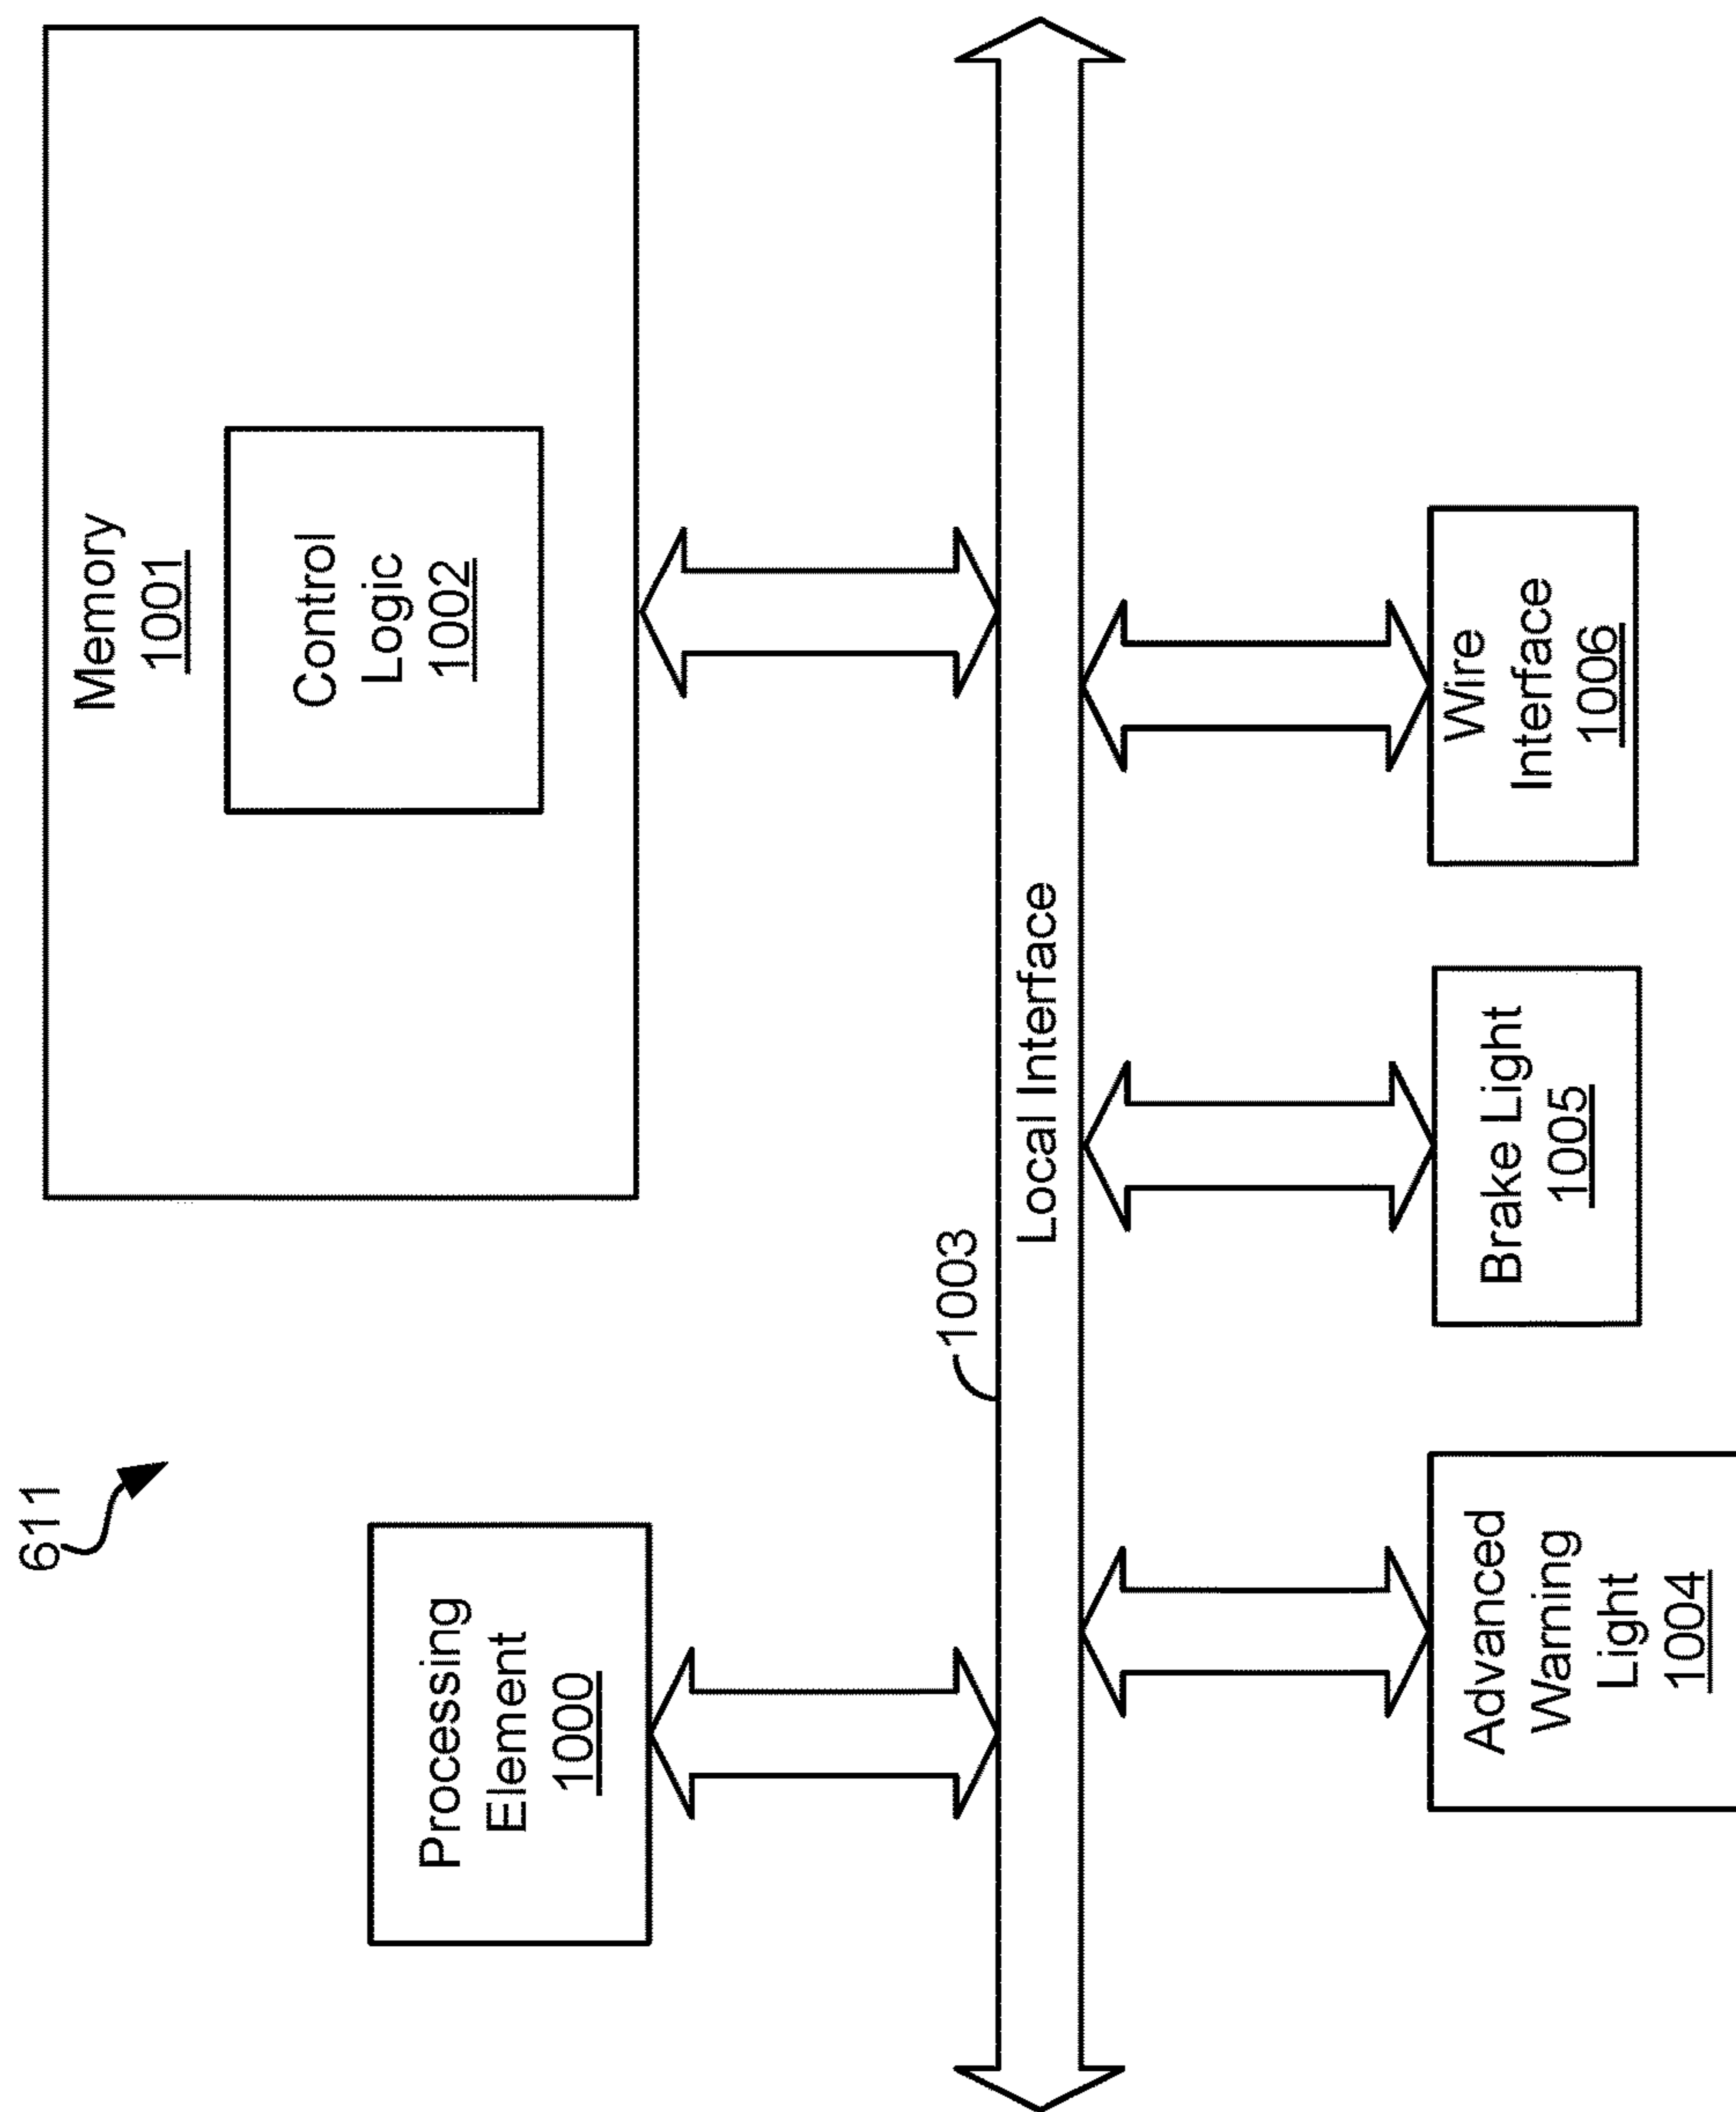 611
Memory
1001
Control
Logic
1002
Processing
Element
1000
1003
Local Interface
Advanced
Warning
Light
1004
Brake Light
1005
Wire
Interface
1006